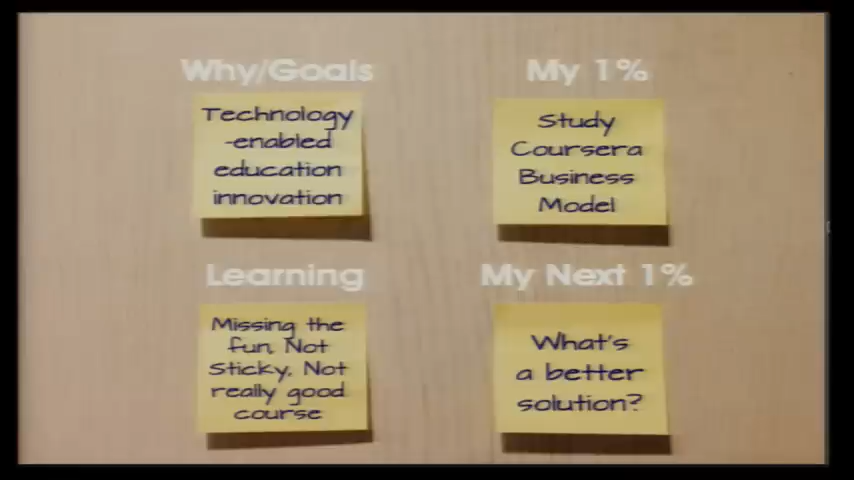 Why/Goals
Technology
-enabled
education
innovation
My 1%
Study
Coursera
Business
Model
Learning
Missing the
fun, Not
Sticky, Not
really good
course
My Next 1%
What's
a better
solution?